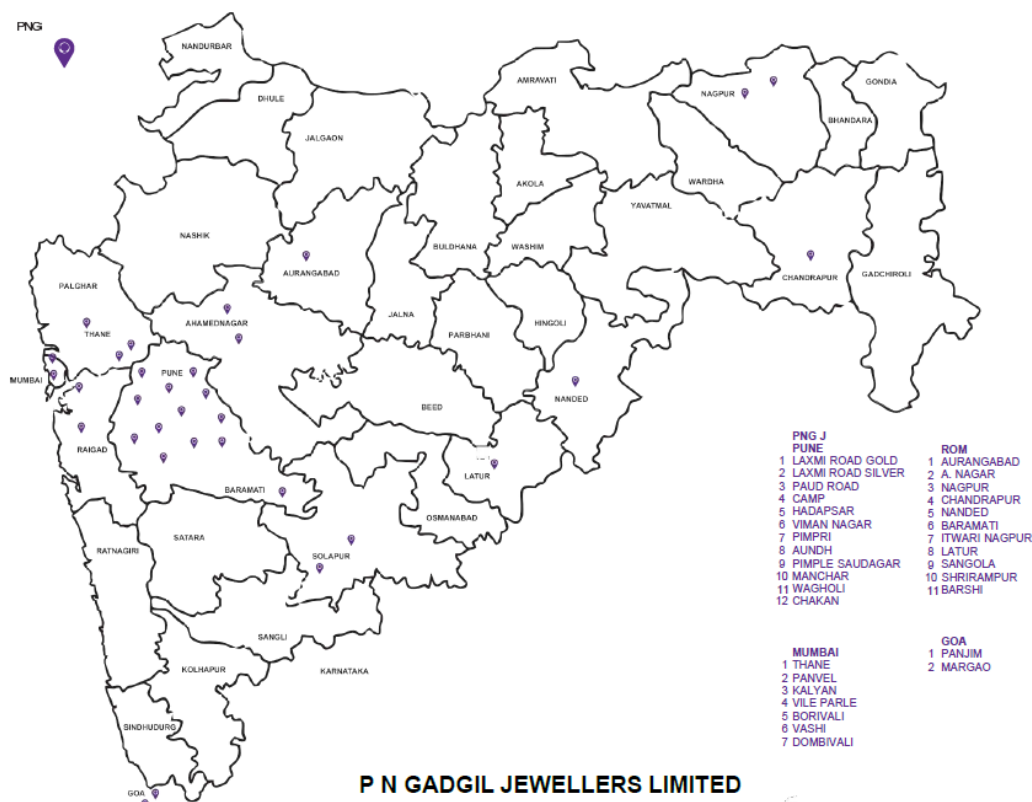 PNG
NANDURBAR
DHULE
JALGAON
AMRAVATI
NAGPUR
GONDIA
BHANDARA
AKOLA
WARDHA
YAVATMAL
NASHIK
BULDHANA
WASHIM
AURANGABAD
CHANDRAPUR
GADCHIROLI
PALGHAR
JALNA
THANE
AHAMEDNAGAR
PARBHANI
HINGOLI
MUMBAI
PUNE
NANDED
BEED
RAIGAD
LATUR
BARAMATI
OSMANABAD
SATARA
RATNAGIRI
SOLAPUR
SANGLI
KOLHAPUR
KARNATAKA
SINDHUDURG
GOA
PNG J
PUNE
1 LAXMI ROAD GOLD
2 LAXMI ROAD SILVER
3 PAUD ROAD
4 CAMP
5 HADAPSAR
6 VIMAN NAGAR
7 PIMPRI
8 AUNDH
9 PIMPLE SAUDAGAR
10 MANCHAR
11 WAGHOLI
12 CHAKAN
ROM
1 AURANGABAD
2 A. NAGAR
3 NAGPUR
4 CHANDRAPUR
5 NANDED
6 BARAMATI
7 ITWARI NAGPUR
8 LATUR
9 SANGOLA
10 SHRIRAMPUR
11 BARSHI
MUMBAI
1 THANE
2 PANVEL
3 KALYAN
4 VILE PARLE
5 BORIVALI
6 VASHI
7 DOMBIVALI
GOA
1 PANJIM
2 MARGAO
P N GADGIL JEWELLERS LIMITED